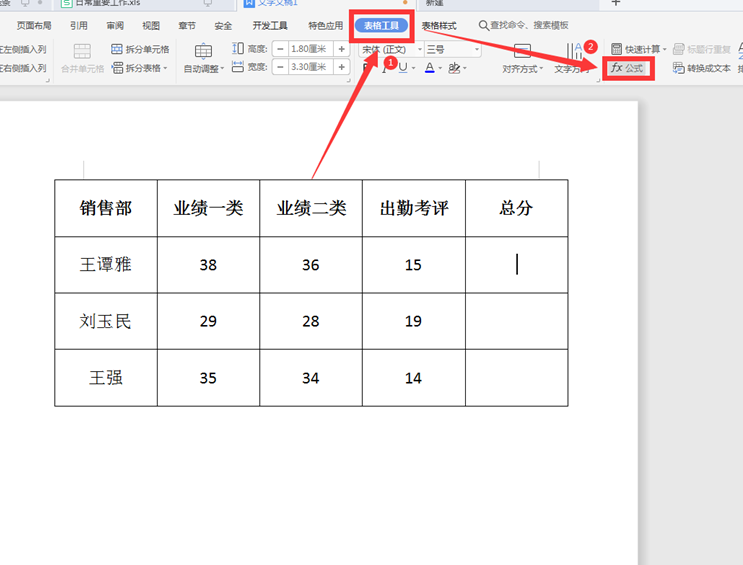 日常重要工作.xls 文字文稿1 新建
页面布局 引用 审阅 视图 章节 安全 开发工具 特色应用 表格工具 表格样式 查找命令、搜索模板
左侧插入列 拆分单元格 高度: 1.80厘米 宋体 (正文) 三号 2 快速计算 标题行重复
右侧插入列 合并单元格 拆分表格 自动调整 宽度: 3.30厘米 1 U A 对齐方式 文字方向 fx 公式 转换成文本
销售部 业绩一类 业绩二类 出勤考评 总分
王谭雅 38 36 15
刘玉民 29 28 19
王强 35 34 14